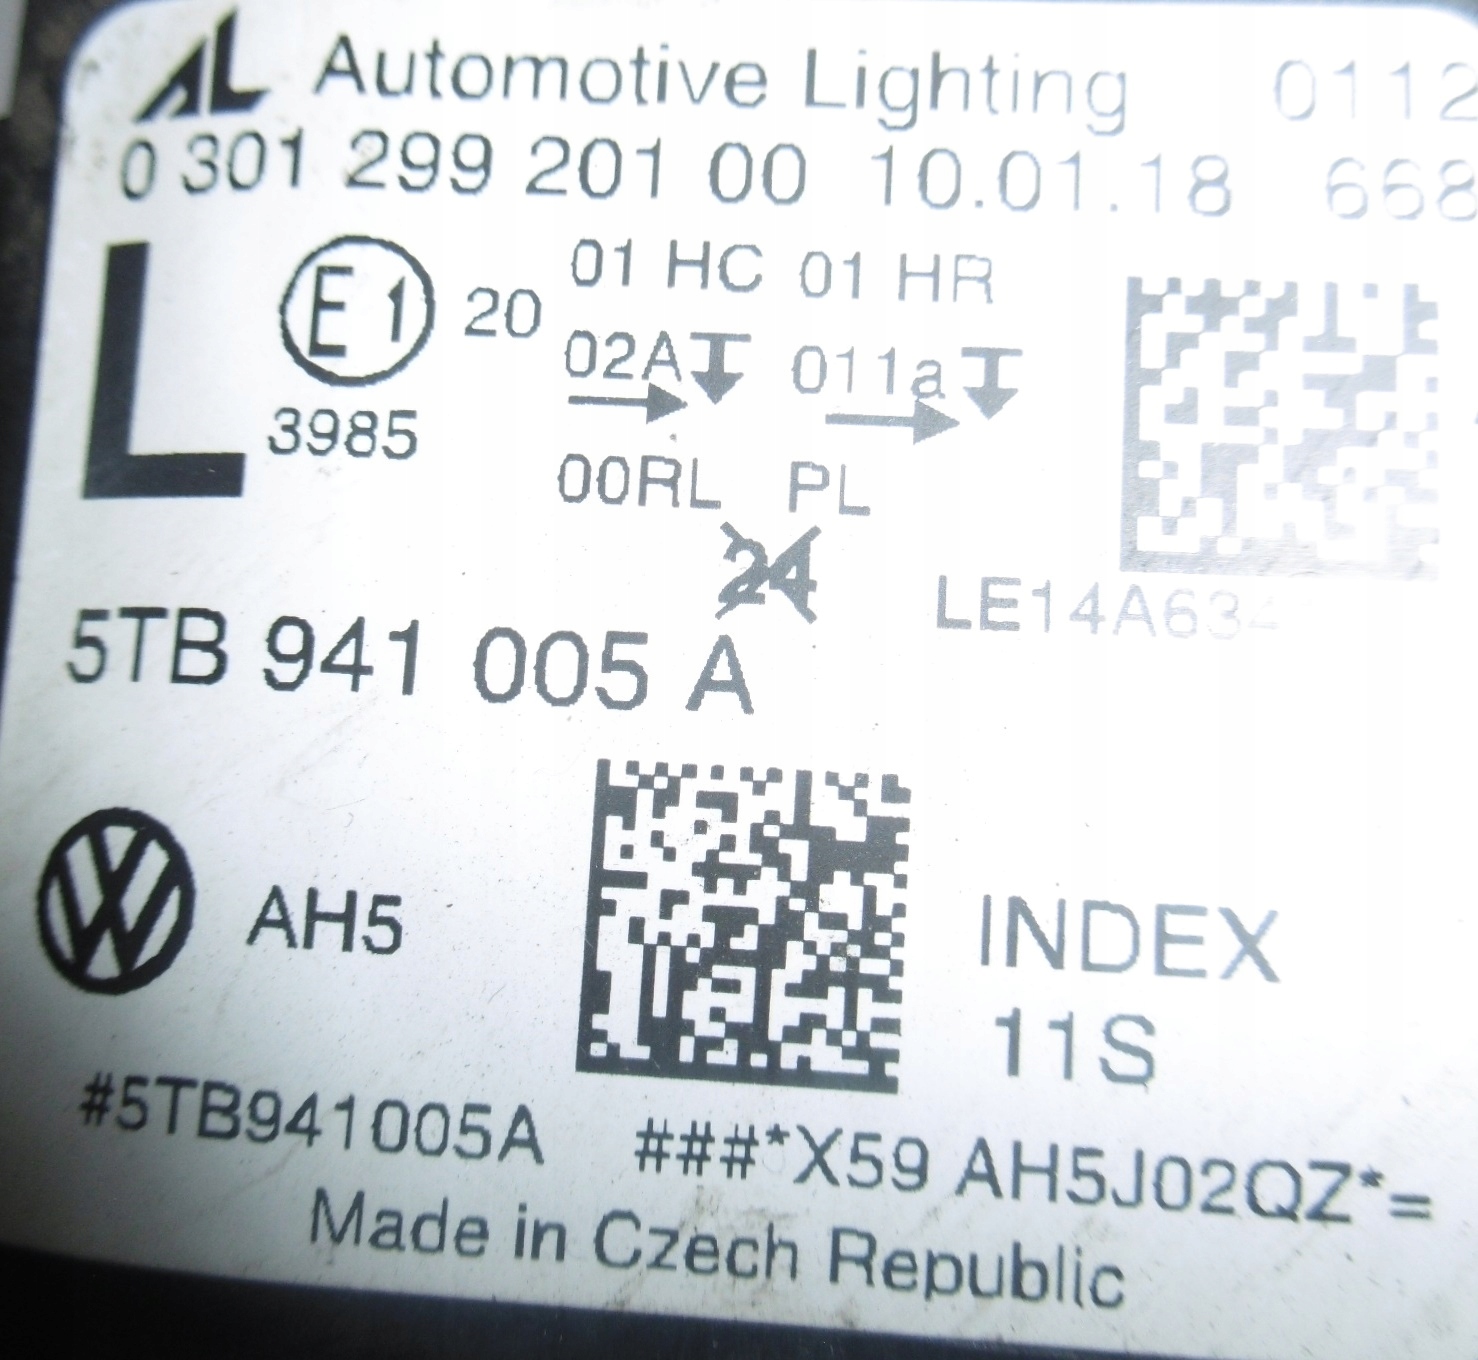 AL Automotive Lighting 0112
0 301 299 201 00 10.01.18 668
L E1 20 01 HC 01 HR
02A 011a
3985
00RL PL
24
LE14A634
5TB 941 005 A
VW AH5 INDEX
11S
#5TB941005A ###*X59 AH5J02QZ*=
Made in Czech Republic